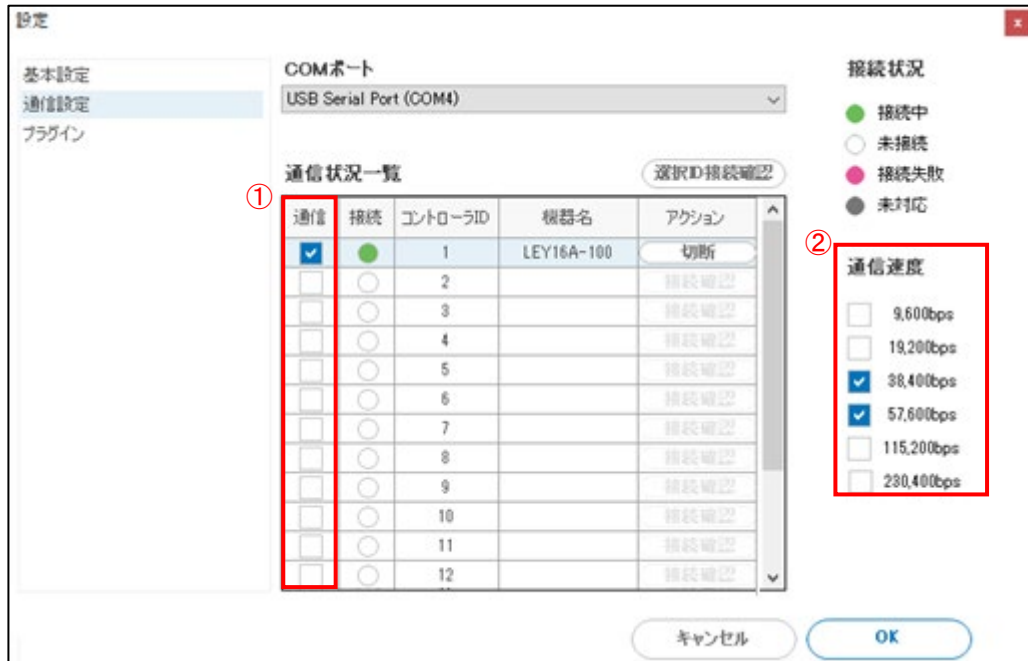 設定
x
基本設定
通信設定
プラグイン
COMポート
USB Serial Port (COM4)
通信状況一覧
選択ID接続確認
①
通信 接続 コントローラID 機器名 アクション
1 LEY16A-100 切断
2 接続確認
3 接続確認
4 接続確認
5 接続確認
6 接続確認
7 接続確認
8 接続確認
9 接続確認
10 接続確認
11 接続確認
12 接続確認
接続状況
接続中
未接続
接続失敗
未対応
②
通信速度
9,600bps
19,200bps
38,400bps
57,600bps
115,200bps
230,400bps
キャンセル
OK